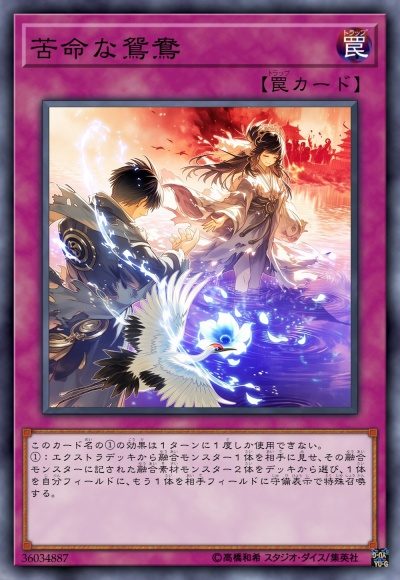 苦命な鴛鴦
トラップ
罠
【罠カード】
トラップ
このカード名の①の効果は１ターンに１度しか使用できない。
①：エクストラデッキから融合モンスター１体を相手に見せ、その融合
モンスターに記された融合素材モンスター２体をデッキから選び、１体
を自分フィールドに、もう１体を相手フィールドに守備表示で特殊召喚
する。
36034887
©高橋和希 スタジオ・ダイス/集英社